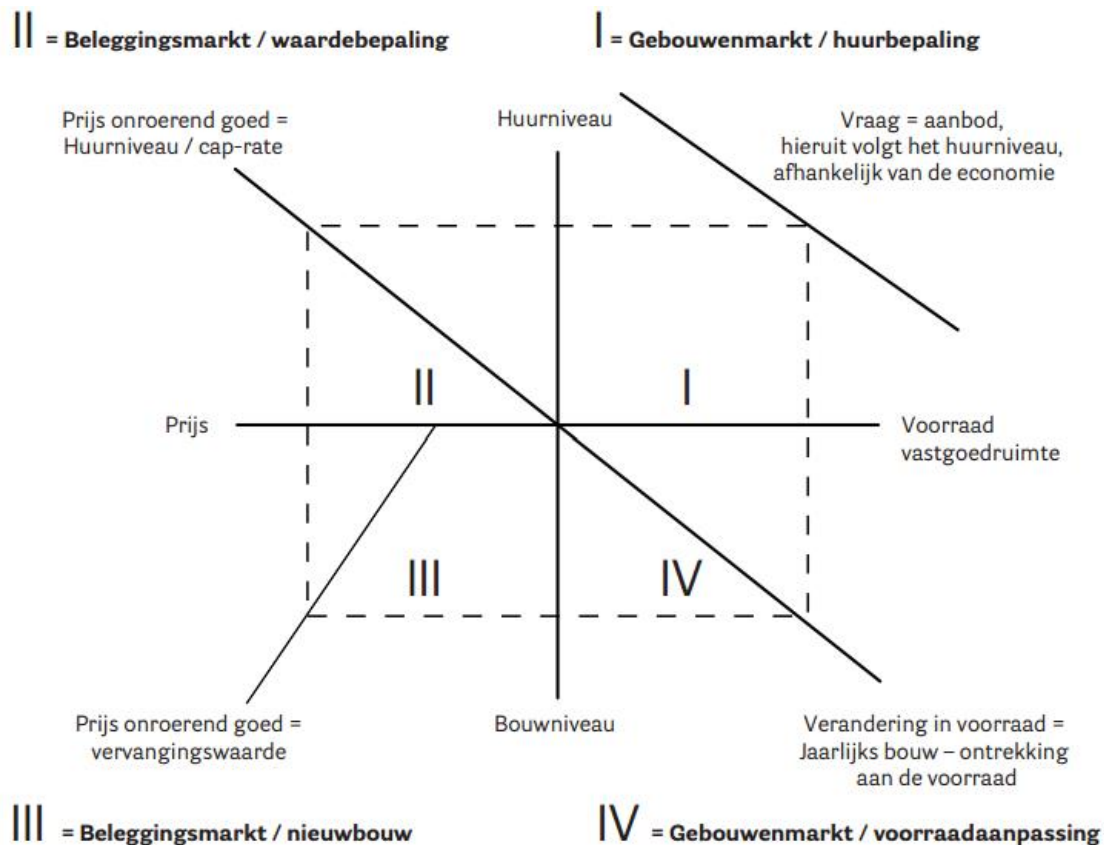 II = Beleggingsmarkt / waardebepaling
I = Gebouwenmarkt / huurbepaling
Prijs onroerend goed =
Huurniveau / cap-rate
Huurniveau
Vraag = aanbod,
hieruit volgt het huurniveau,
afhankelijk van de economie
II
I
Prijs
Voorraad
vastgoedruimte
III
IV
Prijs onroerend goed =
vervangingswaarde
Bouwniveau
Verandering in voorraad =
Jaarlijks bouw – ontrekking
aan de voorraad
III = Beleggingsmarkt / nieuwbouw
IV = Gebouwenmarkt / voorraadaanpassing